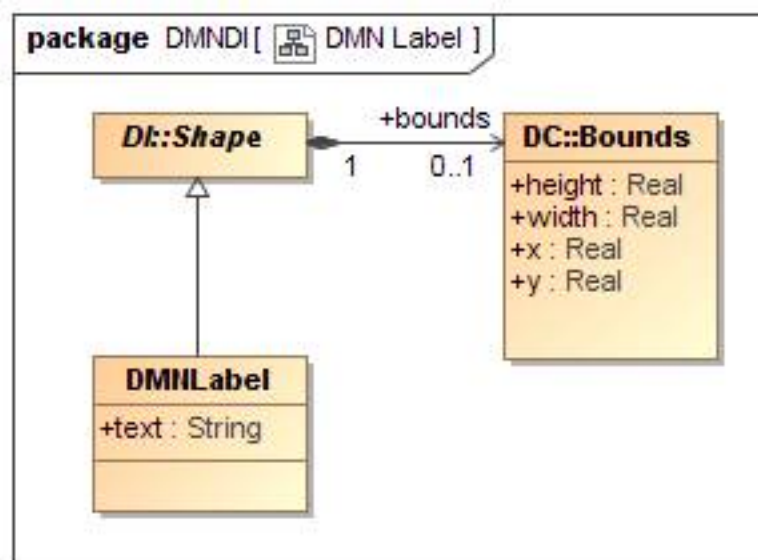 package DMNDI[ DMN Label ]
DI::Shape
+bounds
1
0..1
DC::Bounds
+height : Real
+width : Real
+x : Real
+y : Real
DMNLabel
+text : String